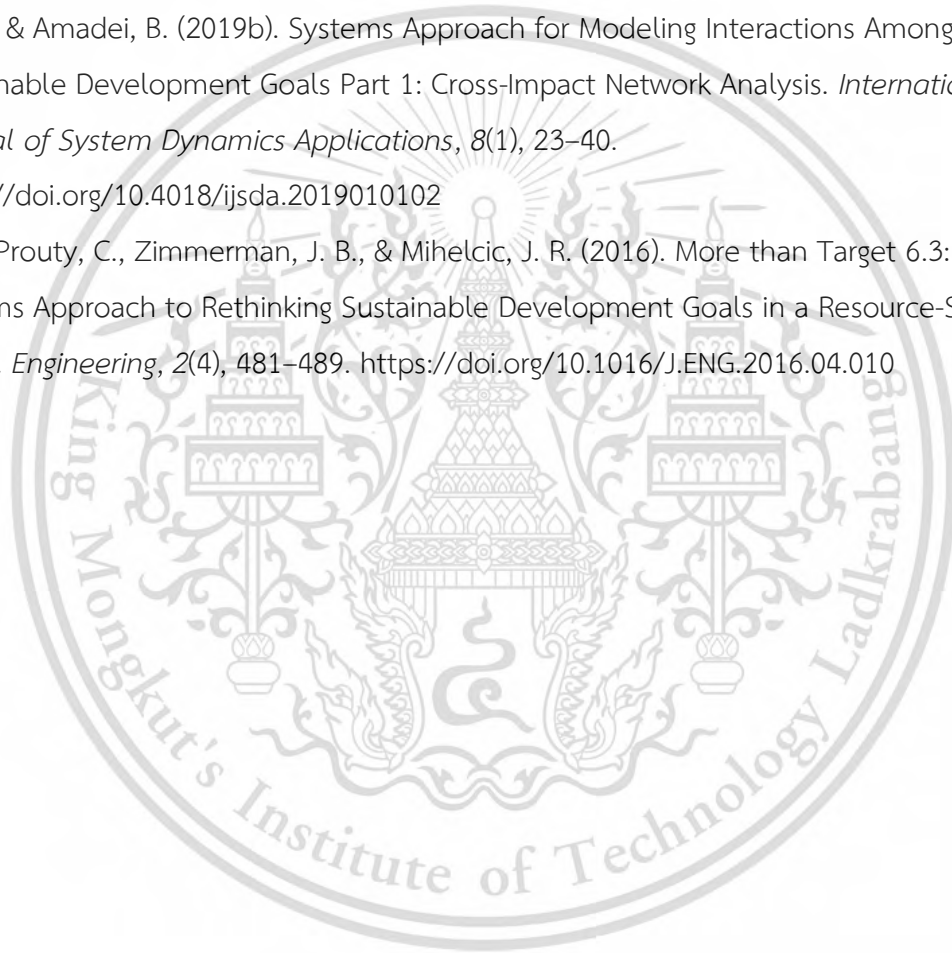 & Amadei, B. (2019b). Systems Approach for Modeling Interactions Among
nable Development Goals Part 1: Cross-Impact Network Analysis. Internatio
al of System Dynamics Applications, 8(1), 23–40.
//doi.org/10.4018/ijsda.2019010102
Prouty, C., Zimmerman, J. B., & Mihelcic, J. R. (2016). More than Target 6.3:
ms Approach to Rethinking Sustainable Development Goals in a Resource-S
. Engineering, 2(4), 481–489. https://doi.org/10.1016/J.ENG.2016.04.010
King Mongkut's Institute of Technology Ladkrabang